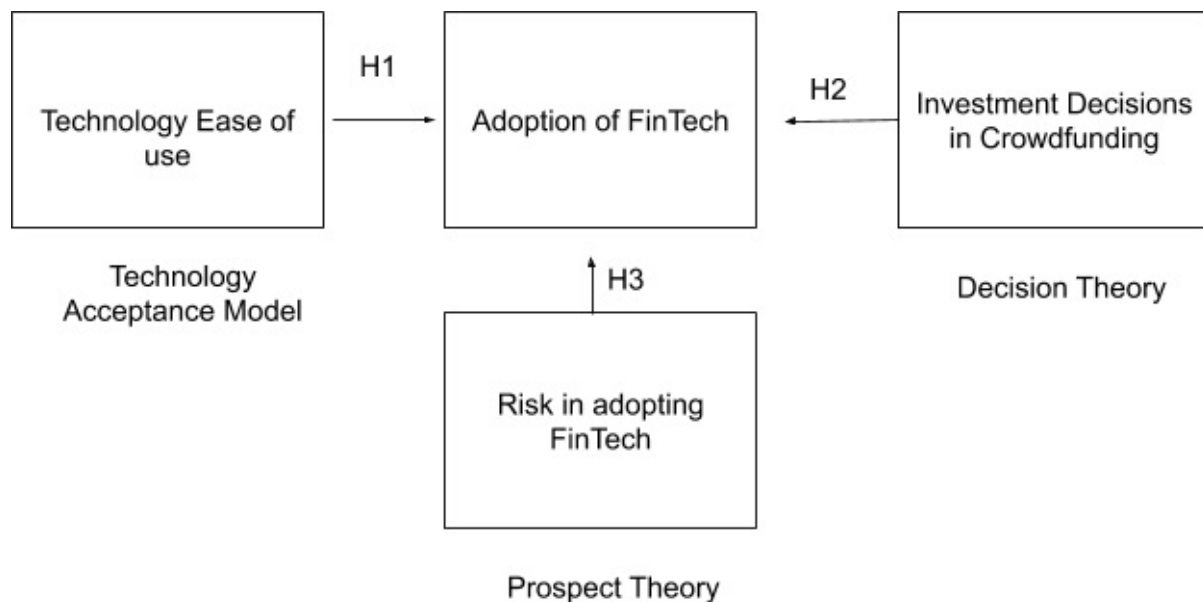 H1
H2
Technology Ease of
use
Adoption of FinTech
Investment Decisions
in Crowdfunding
Technology
Acceptance Model
H3
Decision Theory
Risk in adopting
FinTech
Prospect Theory